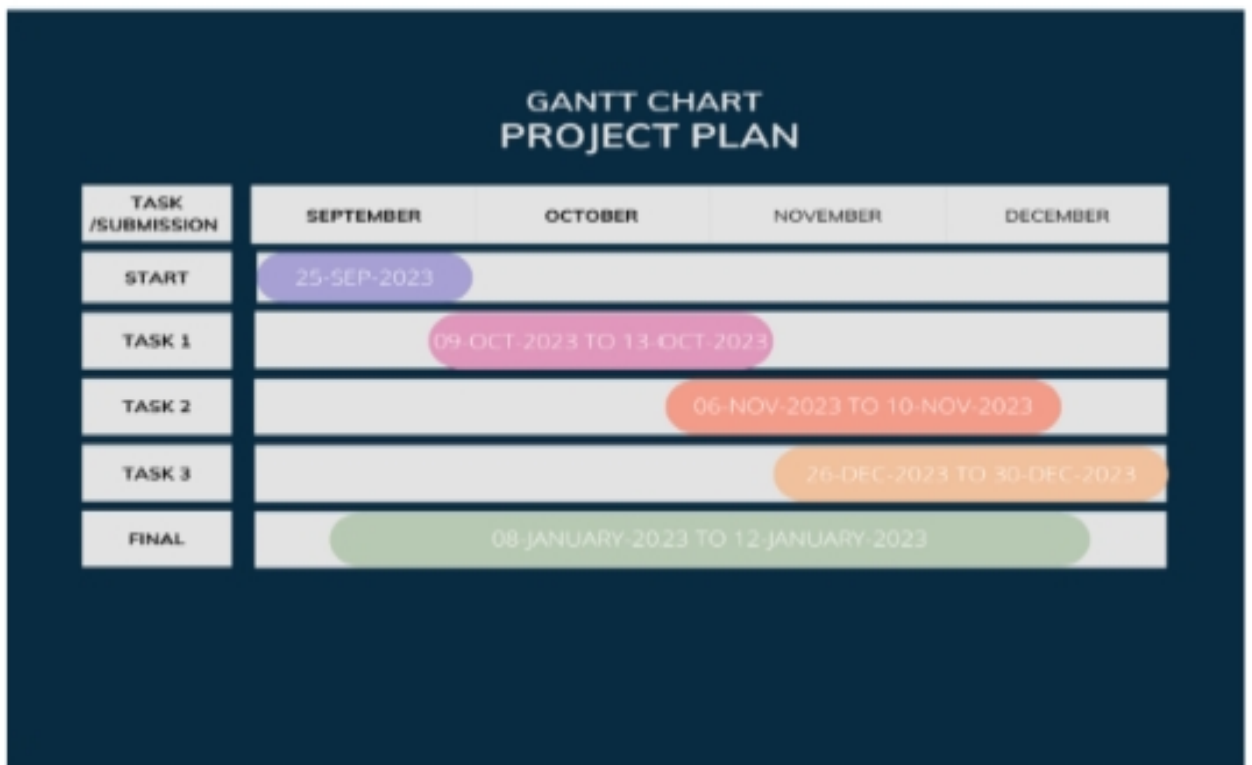 GANTT CHART
PROJECT PLAN
TASK
/SUBMISSION
SEPTEMBER
OCTOBER
NOVEMBER
DECEMBER
START
25-SEP-2023
TASK 1
09-OCT-2023 TO 13-OCT-2023
TASK 2
06-NOV-2023 TO 10-NOV-2023
TASK 3
26-DEC-2023 TO 30-DEC-2023
FINAL
08-JANUARY-2023 TO 12-JANUARY-2023